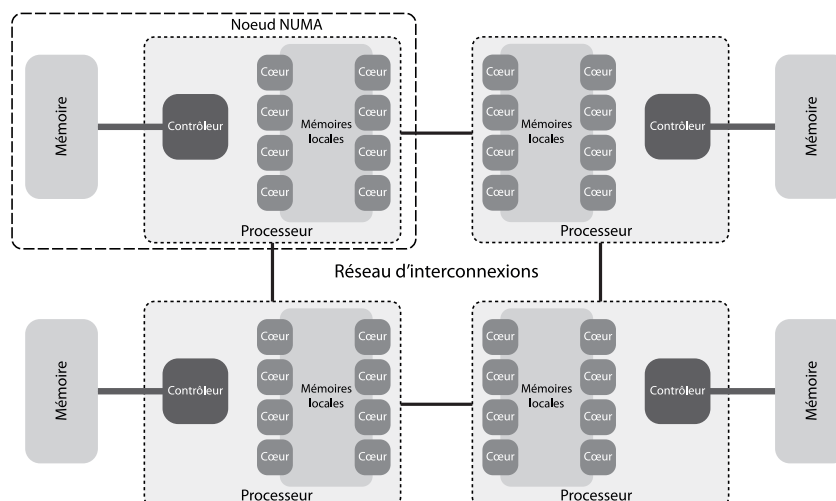 Noeud NUMA
Cœur Cœur Cœur Cœur
Mémoire Contrôleur Cœur Mémoires locales Cœur Cœur Mémoires locales Cœur Contrôleur Mémoire
Cœur Cœur Cœur Cœur
Cœur Cœur Cœur Cœur
Processeur Processeur
Réseau d'interconnexions
Cœur Cœur Cœur Cœur
Mémoire Contrôleur Cœur Mémoires locales Cœur Cœur Mémoires locales Cœur Contrôleur Mémoire
Cœur Cœur Cœur Cœur
Cœur Cœur Cœur Cœur
Processeur Processeur